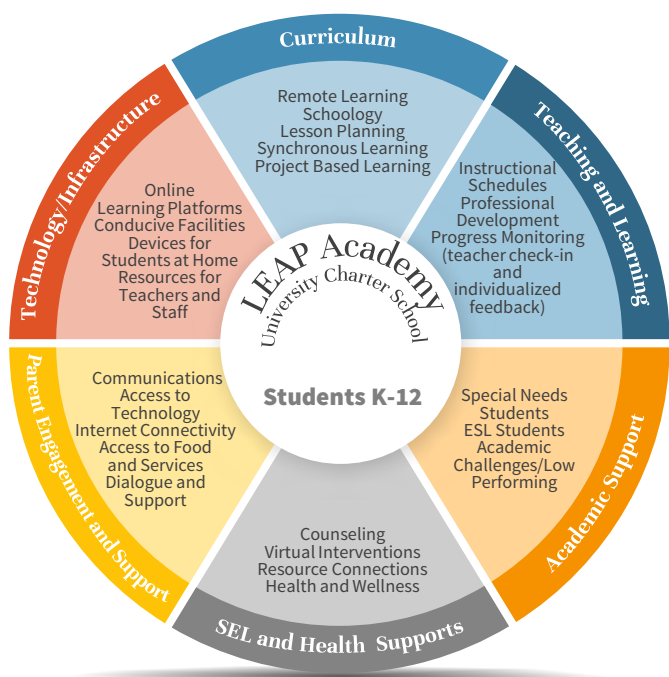 Curriculum
Remote Learning
Schoology
Lesson Planning
Synchronous Learning
Project Based Learning
Teaching and Learning
Instructional
Schedules
Professional
Development
Progress Monitoring
(teacher check-in
and
individualized
feedback)
Technology/Infrastructure
Online
Learning Platforms
Conducive Facilities
Devices for
Students at Home
Resources for
Teachers and
Staff
LEAP Academy
University Charter School
Students K-12
Parent Engagement and Support
Communications
Access to
Technology
Internet Connectivity
Access to Food
and Services
Dialogue and
Support
Academic Support
Special Needs
Students
ESL Students
Academic
Challenges/Low
Performing
Counseling
Virtual Interventions
Resource Connections
Health and Wellness
SEL and Health Supports